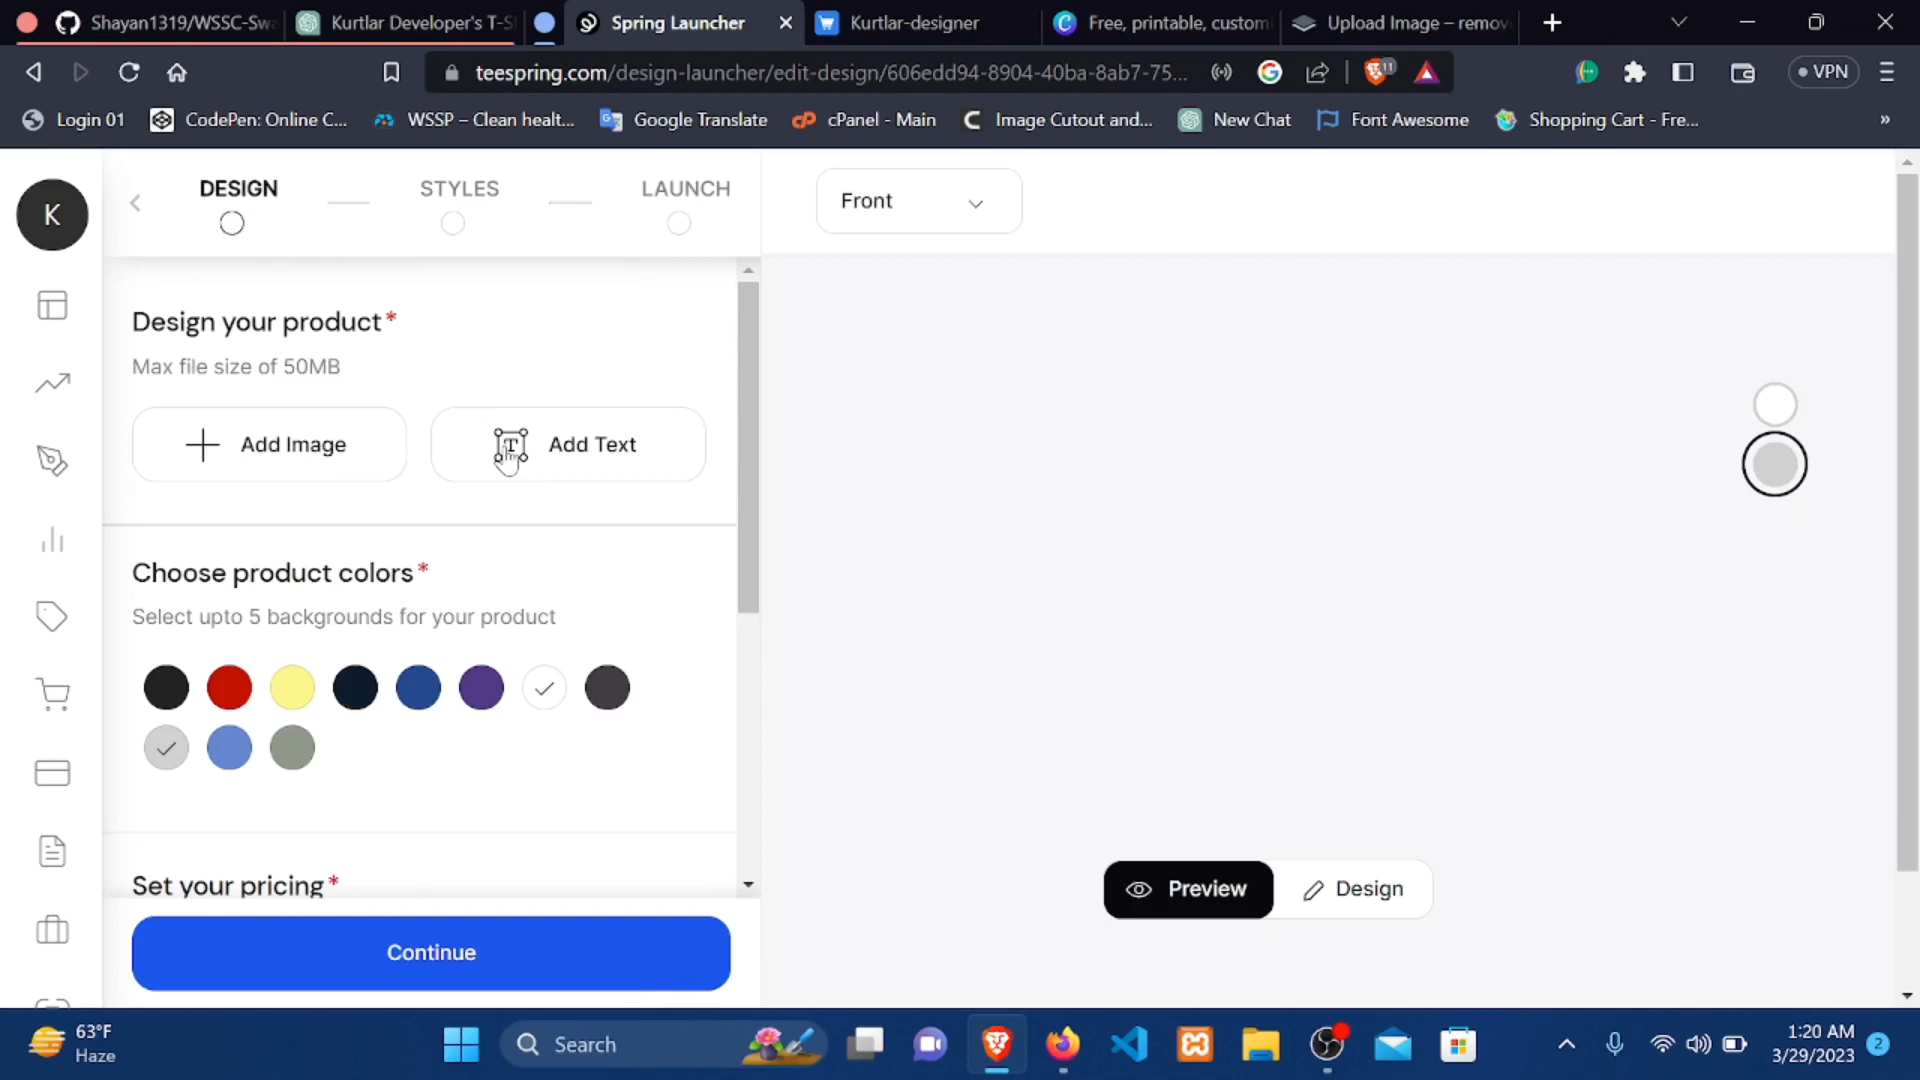 Shayan1319/WSSC-Swa
Kurtlar Developer's T-S
Spring Launcher
Kurtlar-designer
Free, printable, customi
Upload Image – remov
teespring.com/design-launcher/edit-design/606edd94-8904-40ba-8ab7-75...
11
VPN
Login 01
CodePen: Online C...
WSSP – Clean healt...
Google Translate
cPanel - Main
Image Cutout and...
New Chat
Font Awesome
Shopping Cart - Fre...
»
K
DESIGN
STYLES
LAUNCH
Front
Design your product*
Max file size of 50MB
Add Image
Add Text
Choose product colors*
Select upto 5 backgrounds for your product
Set your pricing*
Preview
Design
Continue
63°F
Haze
Search
1:20 AM
3/29/2023
2